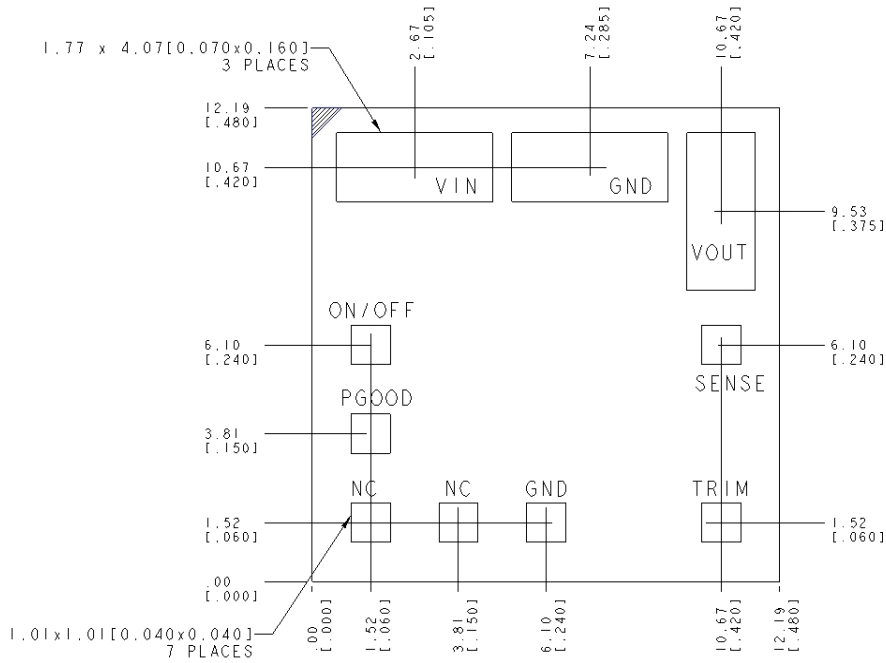 1.77 x 4.07[0.070x0.160]
3 PLACES
2.67
[.105]
7.24
[.285]
10.67
[.420]
12.19
[.480]
10.67
[.420]
VIN
GND
9.53
[.375]
VOUT
ON/OFF
6.10
[.240]
6.10
[.240]
SENSE
PGOOD
3.81
[.150]
NC
NC
GND
TRIM
1.52
[.060]
1.52
[.060]
.00
[.000]
1.01x1.01[0.040x0.040]
7 PLACES
.00
[.000]
1.52
[.060]
3.81
[.150]
6.10
[.240]
10.67
[.420]
12.19
[.480]